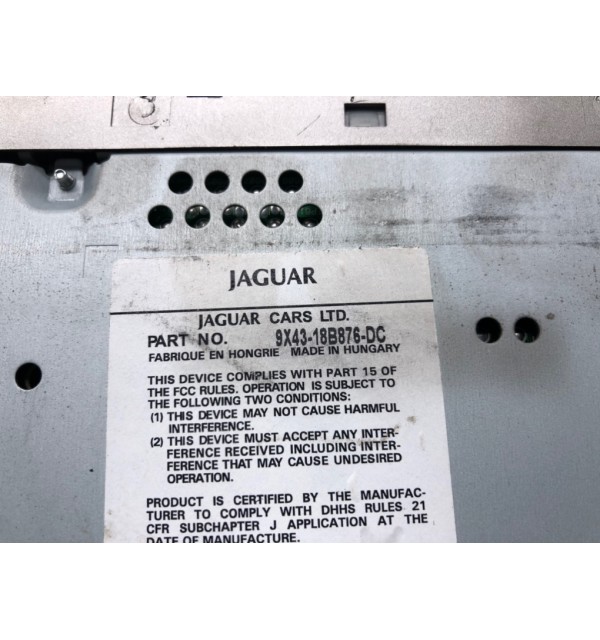 3
JAGUAR
JAGUAR CARS LTD.
PART NO. 9X43-18B876-DC
FABRIQUE EN HONGRIE MADE IN HUNGARY
THIS DEVICE COMPLIES WITH PART 15 OF
THE FCC RULES. OPERATION IS SUBJECT TO
THE FOLLOWING TWO CONDITIONS:
(1) THIS DEVICE MAY NOT CAUSE HARMFUL
INTERFERENCE.
(2) THIS DEVICE MUST ACCEPT ANY INTER-
FERENCE RECEIVED INCLUDING INTER-
FERENCE THAT MAY CAUSE UNDESIRED
OPERATION.
PRODUCT IS CERTIFIED BY THE MANUFAC-
TURER TO COMPLY WITH DHHS RULES 21
CFR SUBCHAPTER J APPLICATION AT THE
DATE OF MANUFACTURE.